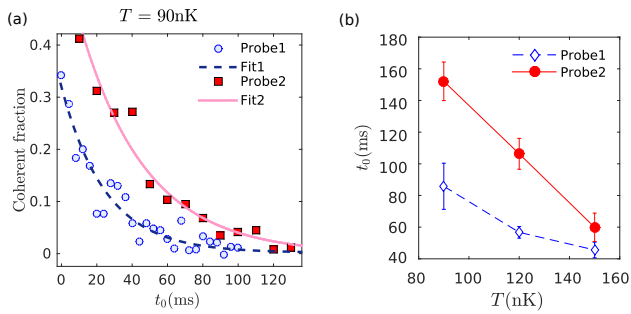 (a)
T = 90nK
0.4
0.3
0.2
0.1
0
Coherent fraction
Probe1
Fit1
Probe2
Fit2
0 20 40 60 80 100 120
t₀(ms)
(b)
180
160
140
120
100
80
60
40
t₀(ms)
Probe1
Probe2
80 100 120 140 160
T(nK)